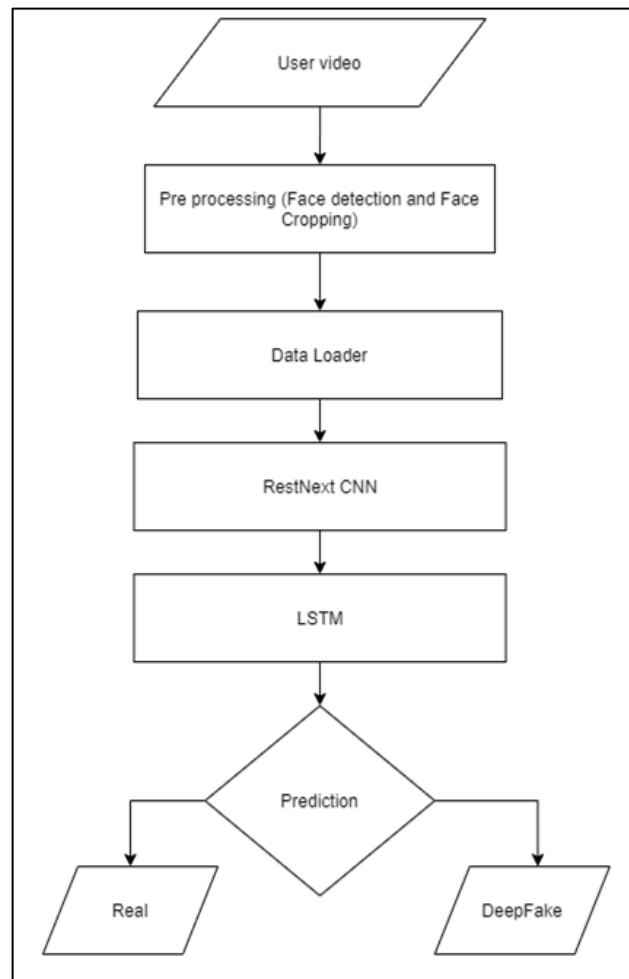 User video
Pre processing (Face detection and Face
Cropping)
Data Loader
RestNext CNN
LSTM
Prediction
Real
DeepFake